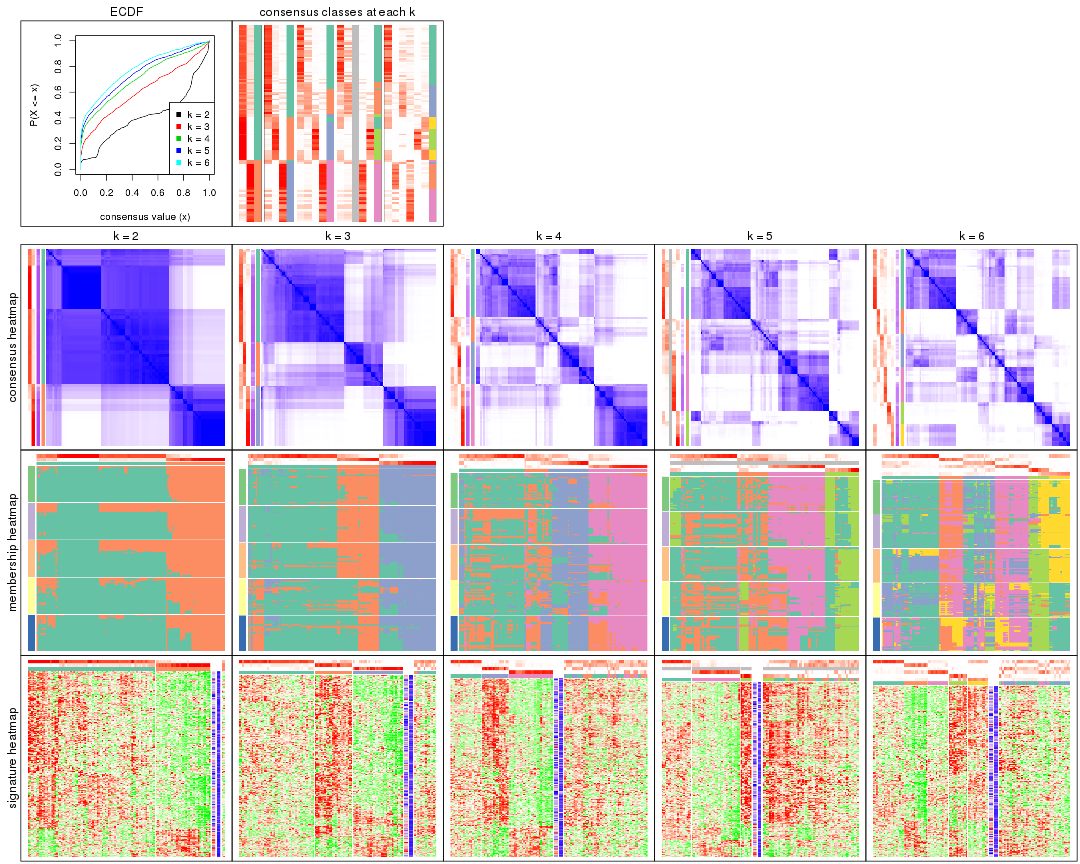 ECDF
consensus classes at each k
P(X <= x)
0.0
0.2
0.4
0.6
0.8
1.0
k = 2
k = 3
k = 4
k = 5
k = 6
0.0 0.2 0.4 0.6 0.8 1.0
consensus value (x)
k = 2
k = 3
k = 4
k = 5
k = 6
consensus heatmap
membership heatmap
signature heatmap